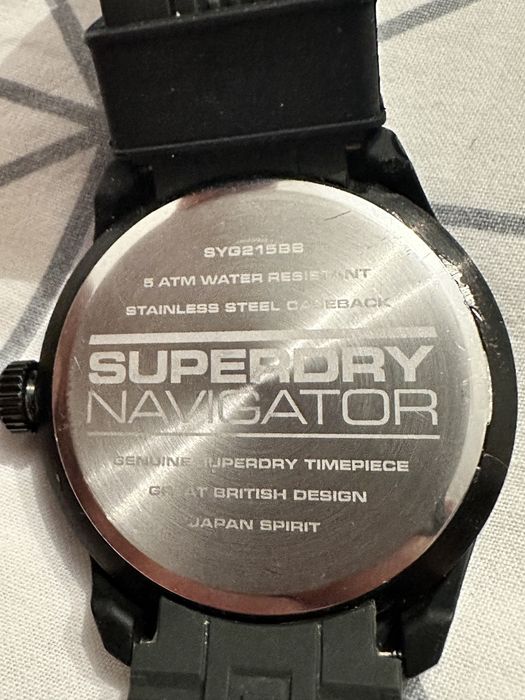 SYG215BB
5 ATM WATER RESISTANT
STAINLESS STEEL CASEBACK
SUPERDRY
NAVIGATOR
GENUINE SUPERDRY TIMEPIECE
GREAT BRITISH DESIGN
JAPAN SPIRIT